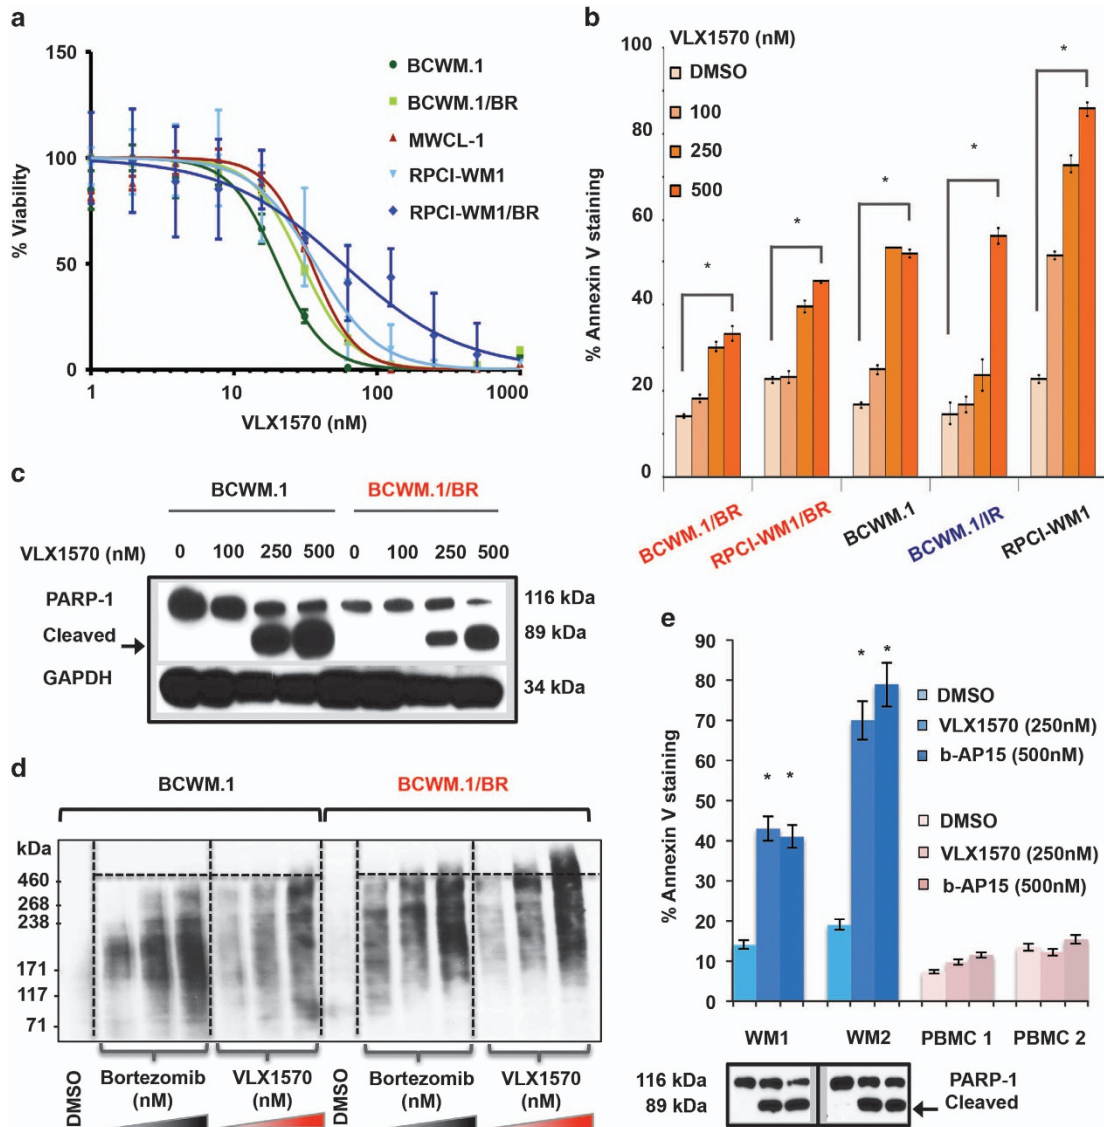 a
150
100
50
0
% Viability
1 10 100 1000
VLX1570 (nM)
BCWM.1
BCWM.1/BR
MWCL-1
RPCI-WM1
RPCI-WM1/BR
b
VLX1570 (nM)
DMSO
100
250
500
100
80
60
40
20
0
% Annexin V staining
* * * * *
BCWM.1/BR
RPCI-WM1/BR
BCWM.1
BCWM.1/IR
RPCI-WM1
c
BCWM.1 BCWM.1/BR
VLX1570 (nM) 0 100 250 500 0 100 250 500
PARP-1 116 kDa
Cleaved 89 kDa
GAPDH 34 kDa
d
BCWM.1 BCWM.1/BR
kDa
460
268
238
171
117
71
DMSO
Bortezomib (nM)
VLX1570 (nM)
DMSO
Bortezomib (nM)
VLX1570 (nM)
e
90
80
70
60
50
40
30
20
10
0
% Annexin V staining
* * * *
DMSO
VLX1570 (250nM)
b-AP15 (500nM)
DMSO
VLX1570 (250nM)
b-AP15 (500nM)
WM1 WM2 PBMC 1 PBMC 2
116 kDa PARP-1
89 kDa Cleaved